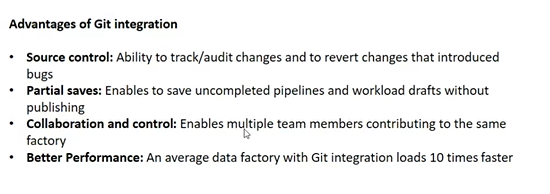 Advantages of Git integration
• Source control: Ability to track/audit changes and to revert changes that introduced
bugs
• Partial saves: Enables to save uncompleted pipelines and workload drafts without
publishing
• Collaboration and control: Enables multiple team members contributing to the same
factory
• Better Performance: An average data factory with Git integration loads 10 times faster